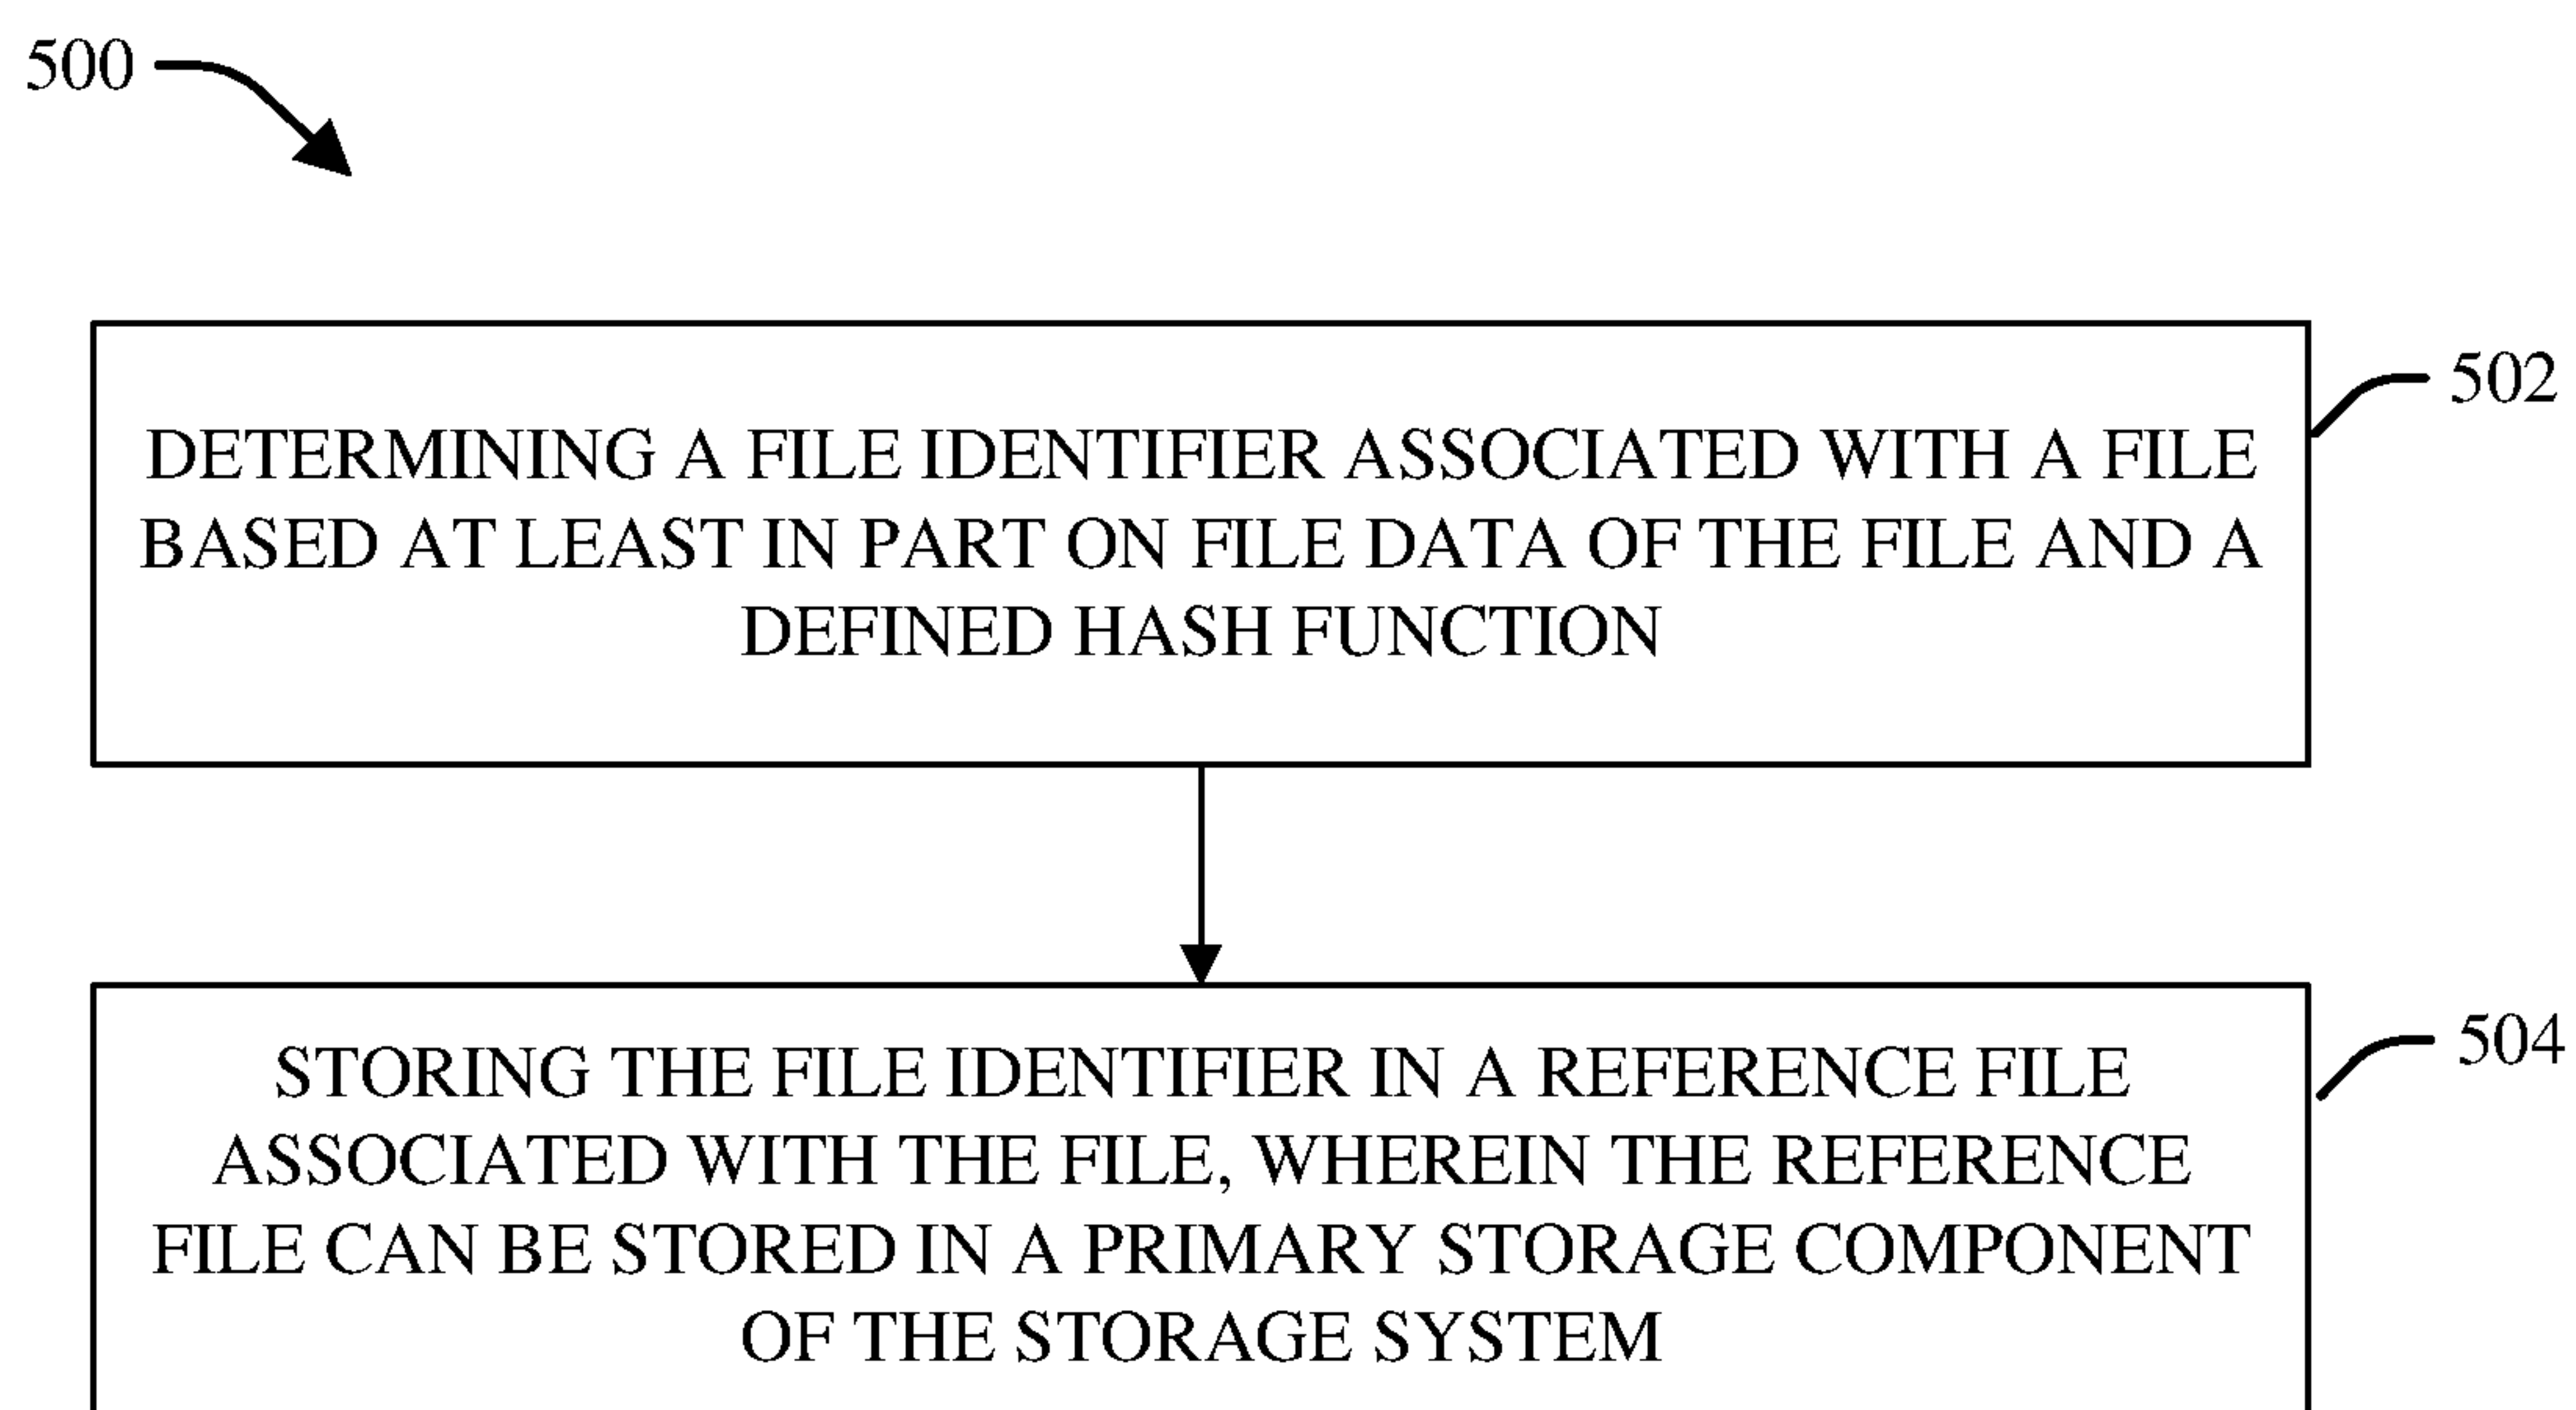 500
502
DETERMINING A FILE IDENTIFIER ASSOCIATED WITH A FILE
BASED AT LEAST IN PART ON FILE DATA OF THE FILE AND A
DEFINED HASH FUNCTION
504
STORING THE FILE IDENTIFIER IN A REFERENCE FILE
ASSOCIATED WITH THE FILE, WHEREIN THE REFERENCE
FILE CAN BE STORED IN A PRIMARY STORAGE COMPONENT
OF THE STORAGE SYSTEM